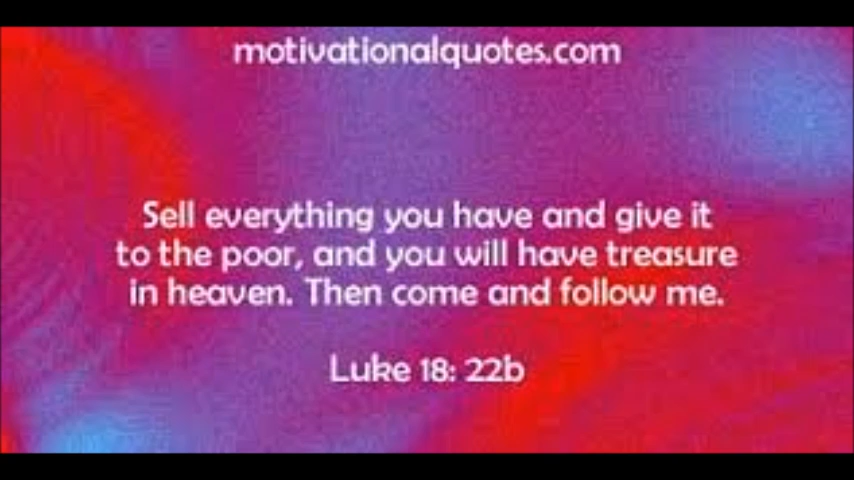 motivationalquotes.com
Sell everything you have and give it
to the poor, and you will have treasure
in heaven. Then come and follow me.
Luke 18: 22b